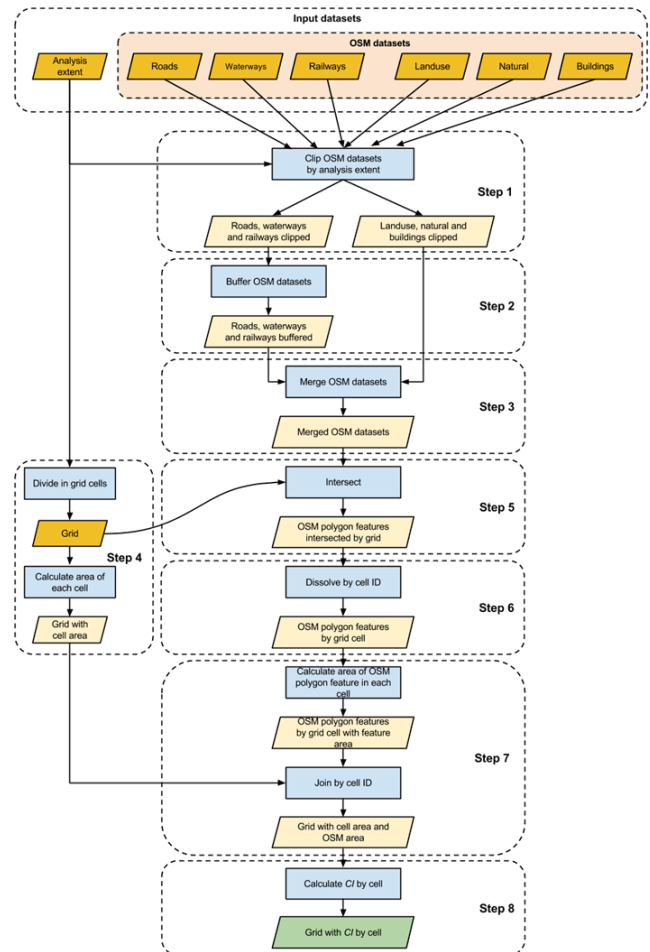 Input datasets
OSM datasets
Analysis
extent
Roads
Waterways
Railways
Landuse
Natural
Buildings
Clip OSM datasets
by analysis extent
Step 1
Roads, waterways
and railways clipped
Landuse, natural and
buildings clipped
Buffer OSM datasets
Step 2
Roads, waterways
and railways buffered
Merge OSM datasets
Step 3
Merged OSM datasets
Divide in grid cells
Grid
Step 4
Calculate area of
each cell
Grid with
cell area
Intersect
Step 5
OSM polygon features
intersected by grid
Dissolve by cell ID
Step 6
OSM polygon features
by grid cell
Calculate area of OSM
polygon feature in each
cell
OSM polygon features
by grid cell with feature
area
Step 7
Join by cell ID
Grid with cell area and
OSM area
Calculate CI by cell
Step 8
Grid with CI by cell